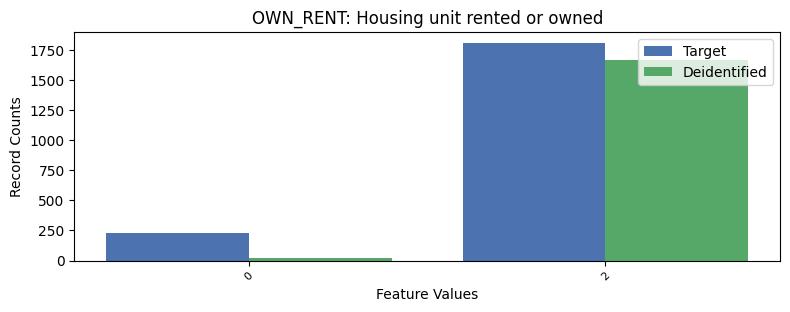 OWN_RENT: Housing unit rented or owned
Target
Deidentified
1750
1500
1250
1000
750
500
250
0
Record Counts
0
2
Feature Values